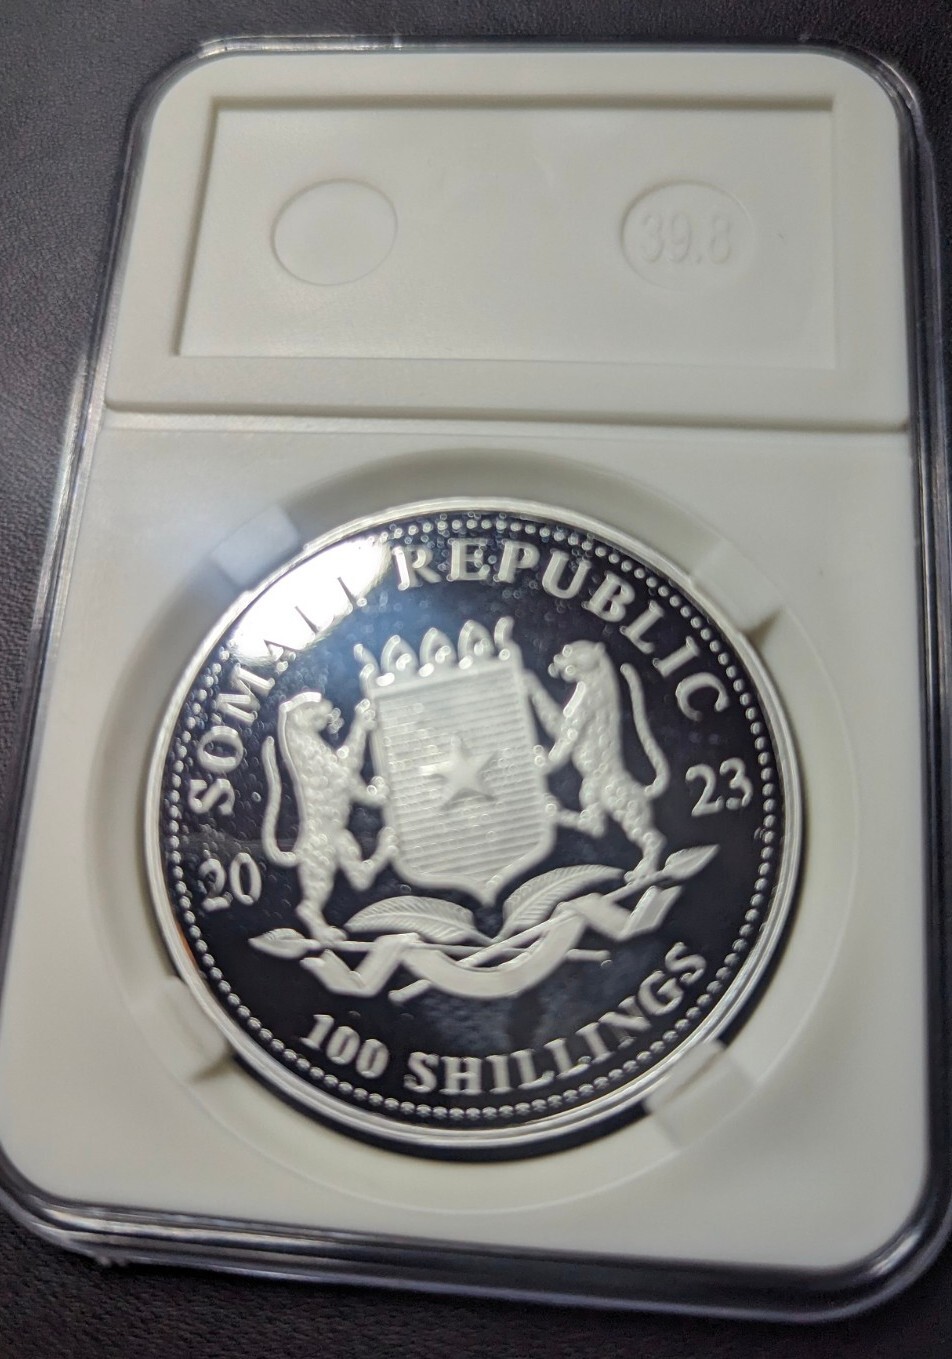 39.8
SOMALI REPUBLIC
20 23
100 SHILLINGS